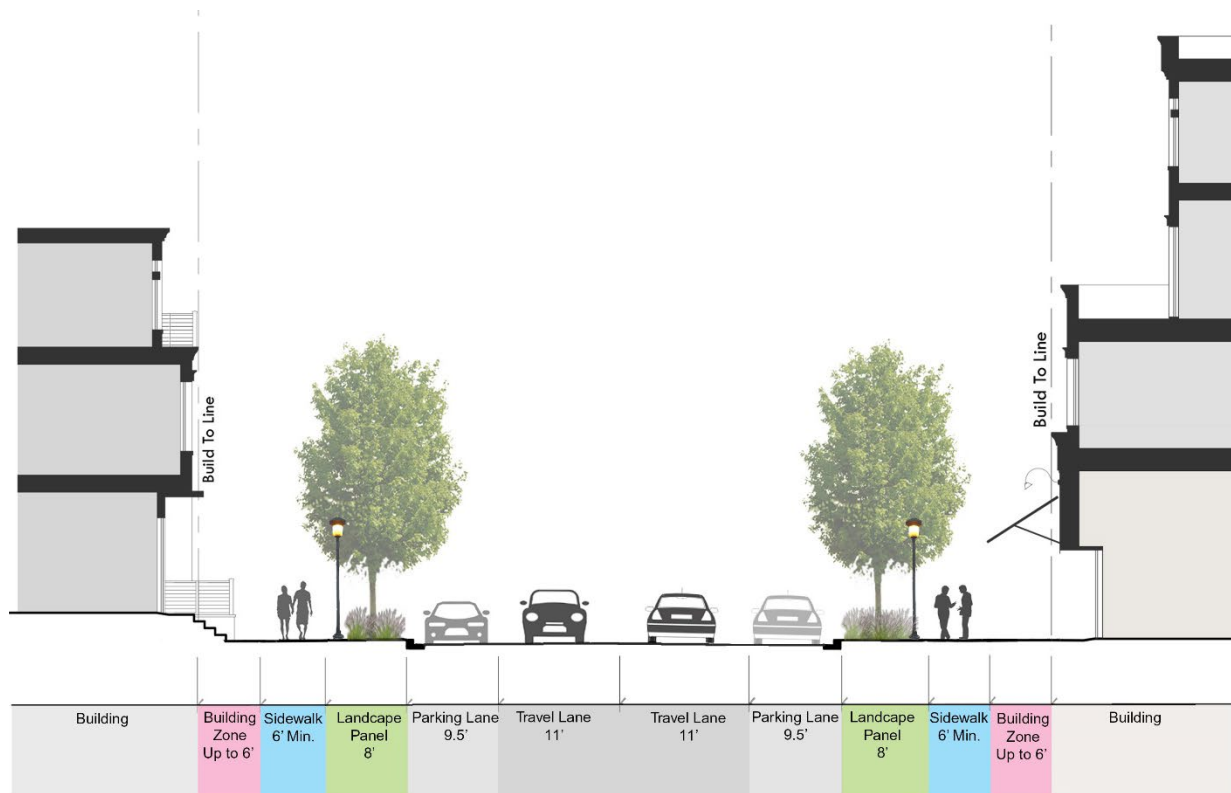 Build To Line
Build To Line
Building
Building
Zone
Up to 6'
Sidewalk
6' Min.
Landcape
Panel
8'
Parking Lane
9.5'
Travel Lane
11'
Travel Lane
11'
Parking Lane
9.5'
Landcape
Panel
8'
Sidewalk
6' Min.
Building
Zone
Up to 6'
Building